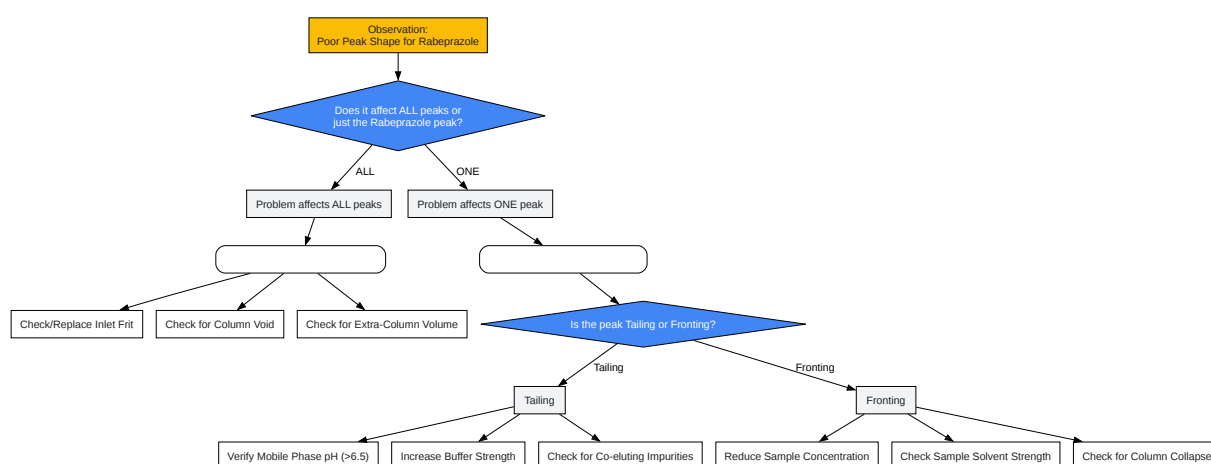 Observation:
Poor Peak Shape for Rabeprazole
Does it affect ALL peaks or
just the Rabeprazole peak?
ALL
ONE
Problem affects ALL peaks
Problem affects ONE peak
Check/Replace Inlet Frit
Check for Column Void
Check for Extra-Column Volume
Is the peak Tailing or Fronting?
Tailing
Fronting
Tailing
Fronting
Verify Mobile Phase pH (>6.5)
Increase Buffer Strength
Check for Co-eluting Impurities
Reduce Sample Concentration
Check Sample Solvent Strength
Check for Column Collapse